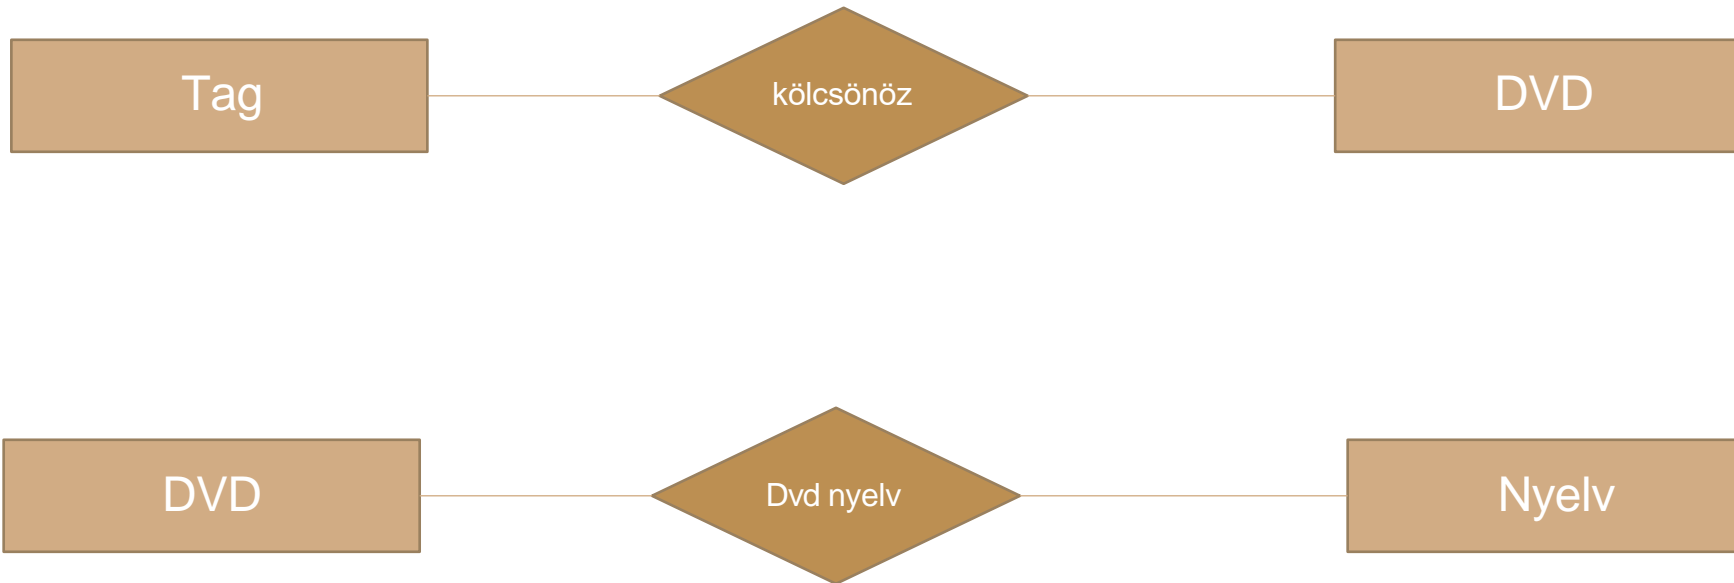 Tag
kölcsönöz
DVD
DVD
Dvd nyelv
Nyelv